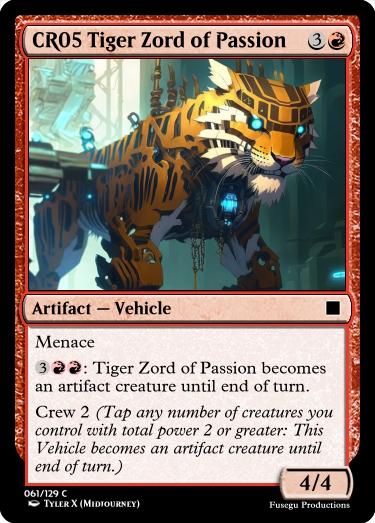 CR05 Tiger Zord of Passion 3
Artifact — Vehicle
Menace
3: Tiger Zord of Passion becomes
an artifact creature until end of turn.
Crew 2 (Tap any number of creatures you
control with total power 2 or greater: This
Vehicle becomes an artifact creature until
end of turn.)
4/4
061/129 C
Tyler X (Midjourney)
Fusegu Productions